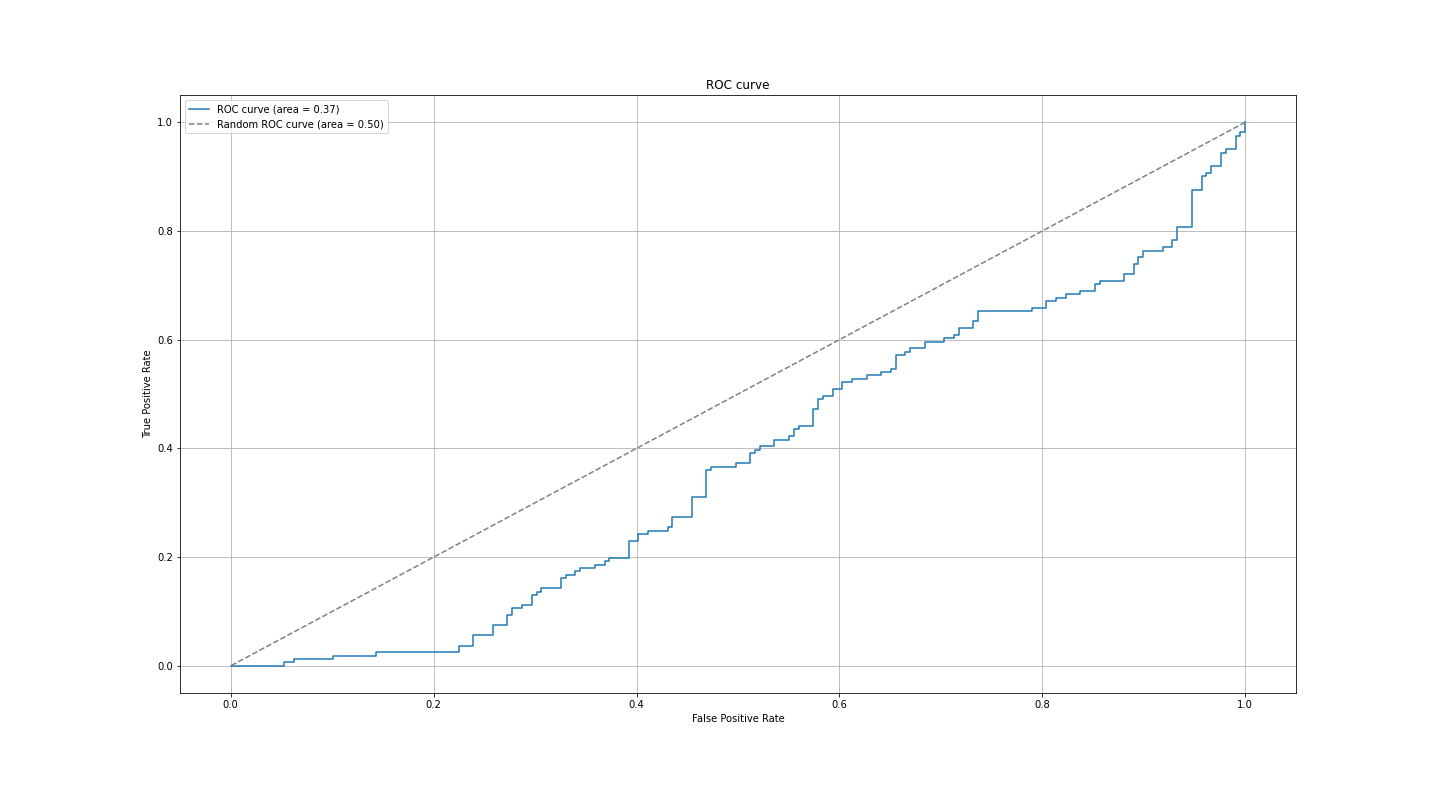 ROC curve
ROC curve (area = 0.37)
Random ROC curve (area = 0.50)
True Positive Rate
1.0
0.8
0.6
0.4
0.2
0.0
0.0 0.2 0.4 0.6 0.8 1.0
False Positive Rate